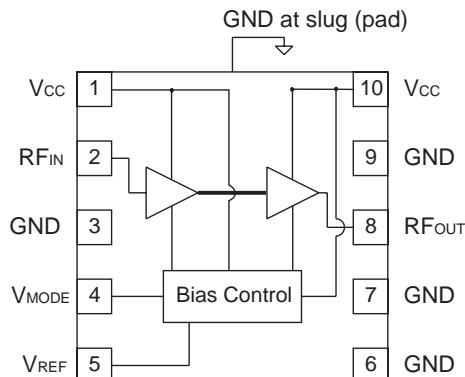 GND at slug (pad)
VCC 1 10 VCC
RFIN 2 9 GND
GND 3 8 RFOUT
VMODE 4 Bias Control 7 GND
VREF 5 6 GND